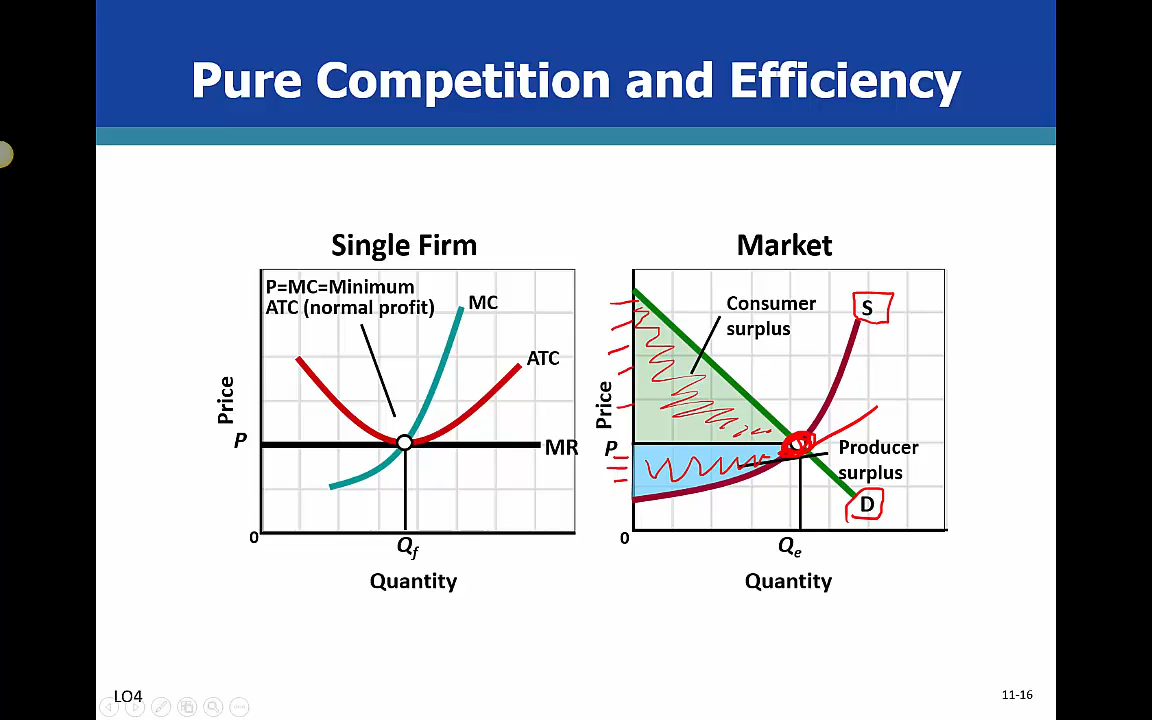 Pure Competition and Efficiency
Single Firm
P=MC=Minimum
ATC (normal profit)
MC
ATC
Price
P
MR
0
Qf
Quantity
Market
Consumer
surplus
S
Price
P
Producer
surplus
D
0
Qe
Quantity
LO4
11-16